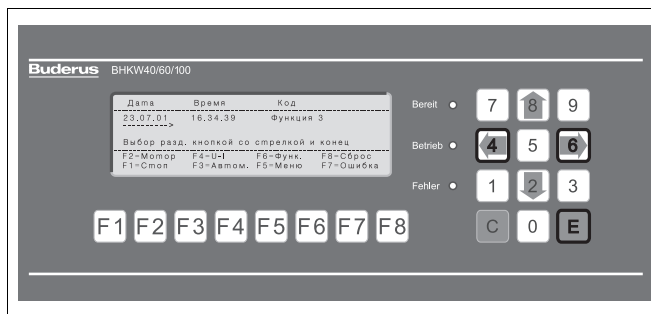 Buderus BHKW40/60/100
Дата Время Код
23.07.01 16.34.39 Функция 3
-------->
Выбор разд. кнопкой со стрелкой и конец
F2=Мотор F4=U-I F6=Функ. F8=Сброс
F1=Стоп F3=Автом. F5=Меню F7=Ошибка
Bereit
Betrieb
Fehler
7 8 9
4 5 6
1 2 3
C 0 E
F1 F2 F3 F4 F5 F6 F7 F8